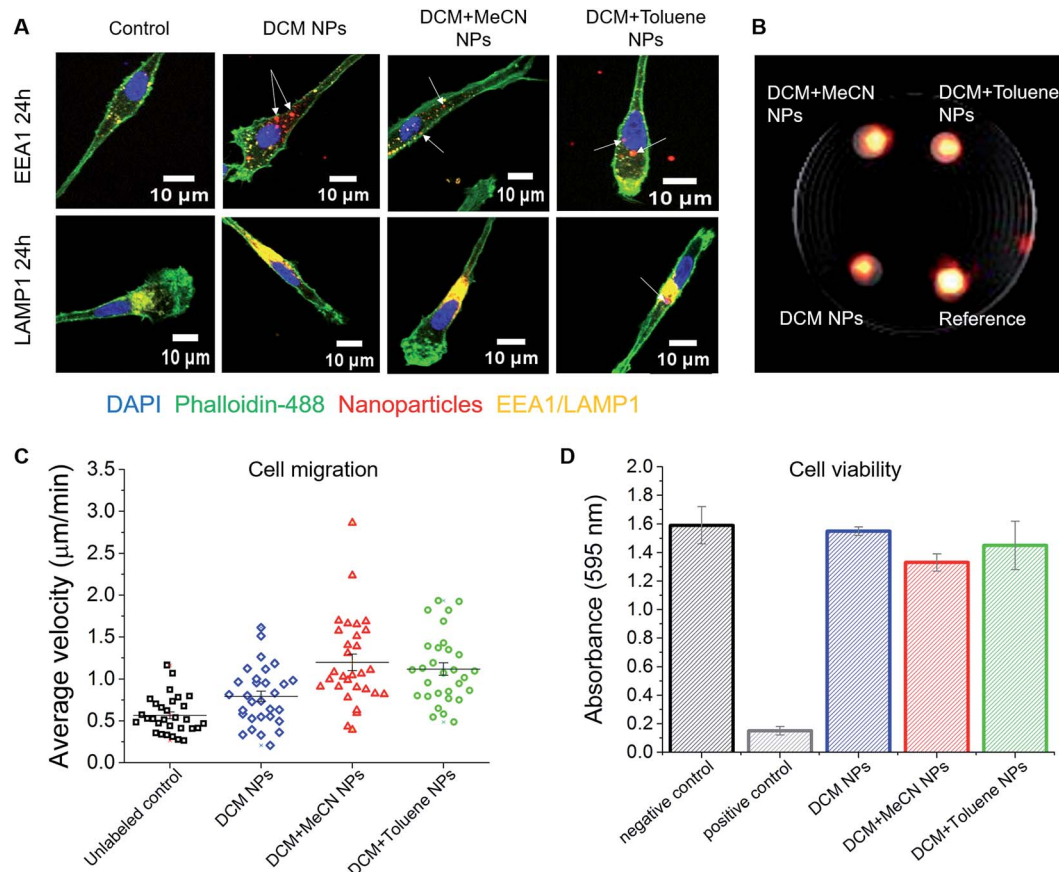 A
Control
DCM NPs
DCM+MeCN
NPs
DCM+Toluene
NPs
EEA1 24h
10 µm
10 µm
10 µm
10 µm
LAMP1 24h
10 µm
10 µm
10 µm
10 µm
DAPI Phalloidin-488 Nanoparticles EEA1/LAMP1
B
DCM+MeCN
NPs
DCM+Toluene
NPs
DCM NPs
Reference
C
Cell migration
Average velocity (µm/min)
3.5
3.0
2.5
2.0
1.5
1.0
0.5
0.0
Unlabeled control
DCM NPs
DCM+MeCN NPs
DCM+Toluene NPs
D
Cell viability
Absorbance (595 nm)
2.0
1.8
1.6
1.4
1.2
1.0
0.8
0.6
0.4
0.2
0.0
negative control
positive control
DCM NPs
DCM+MeCN NPs
DCM+Toluene NPs